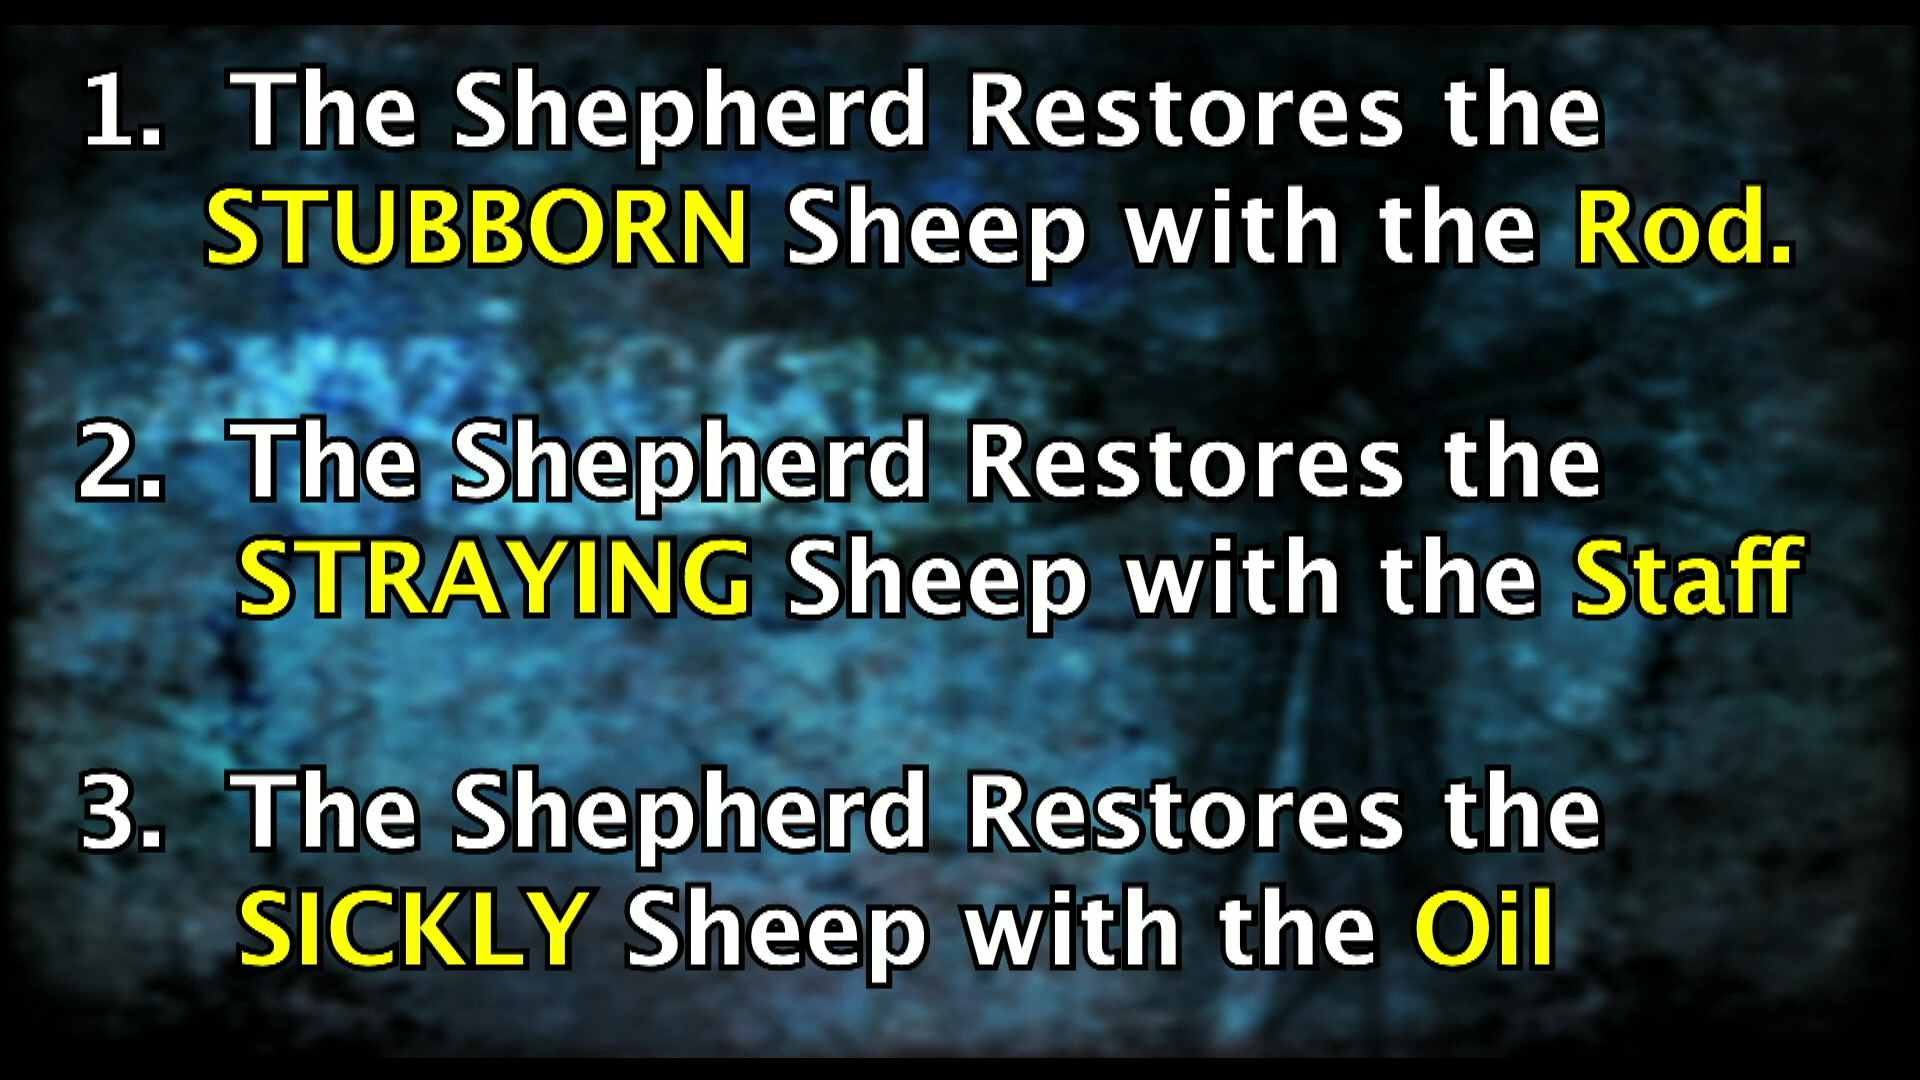 1. The Shepherd Restores the
STUBBORN Sheep with the Rod.
2. The Shepherd Restores the
STRAYING Sheep with the Staff
3. The Shepherd Restores the
SICKLY Sheep with the Oil